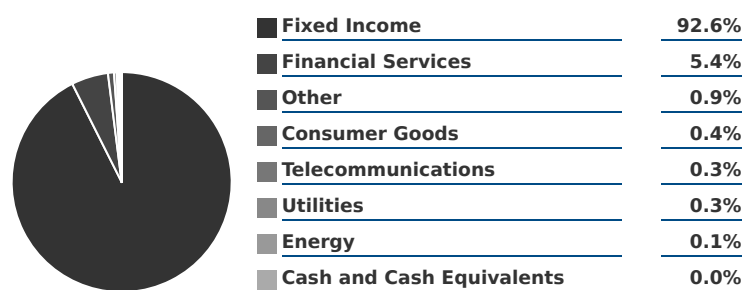 Fixed Income 92.6%
Financial Services 5.4%
Other 0.9%
Consumer Goods 0.4%
Telecommunications 0.3%
Utilities 0.3%
Energy 0.1%
Cash and Cash Equivalents 0.0%